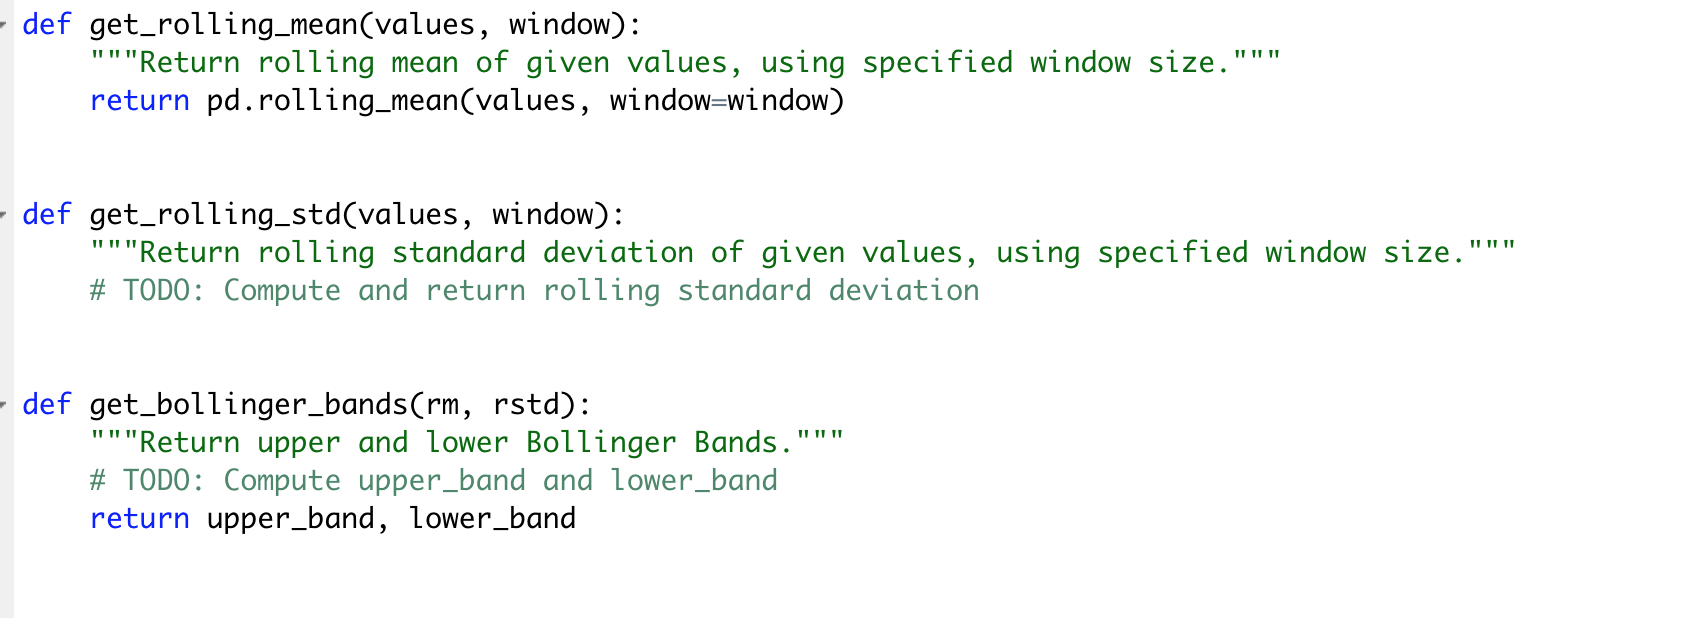 def get_rolling_mean(values, window):
    """Return rolling mean of given values, using specified window size."""
    return pd.rolling_mean(values, window=window)
def get_rolling_std(values, window):
    """Return rolling standard deviation of given values, using specified window size."""
    # TODO: Compute and return rolling standard deviation
def get_bollinger_bands(rm, rstd):
    """Return upper and lower Bollinger Bands."""
    # TODO: Compute upper_band and lower_band
    return upper_band, lower_band